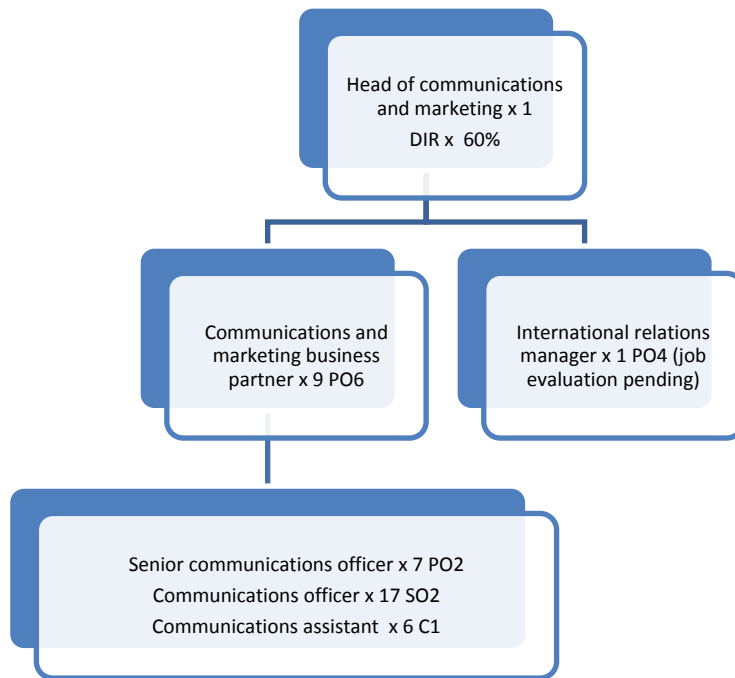 Head of communications
and marketing x 1
DIR x  60%
Communications and
marketing business
partner x 9 PO6
International relations
manager x 1 PO4 (job
evaluation pending)
Senior communications officer x 7 PO2
Communications officer x 17 SO2
Communications assistant  x 6 C1